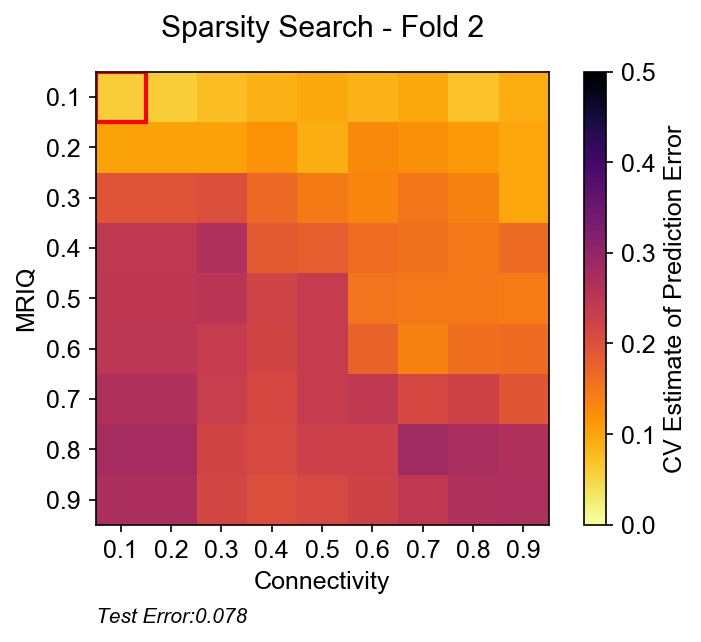 Sparsity Search - Fold 2
MRIQ
0.1
0.2
0.3
0.4
0.5
0.6
0.7
0.8
0.9
0.1 0.2 0.3 0.4 0.5 0.6 0.7 0.8 0.9
Connectivity
Test Error:0.078
0.5
0.4
0.3
0.2
0.1
0.0
CV Estimate of Prediction Error